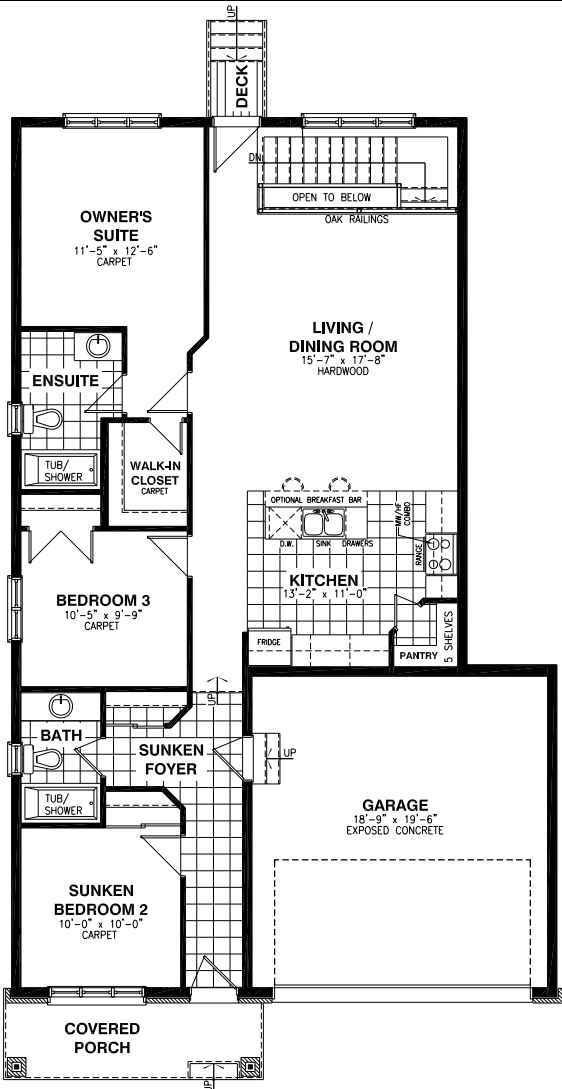 UP
DECK
DN
OPEN TO BELOW
OAK RAILINGS
OWNER'S
SUITE
11'-5" x 12'-6"
CARPET
LIVING /
DINING ROOM
15'-7" x 17'-8"
HARDWOOD
ENSUITE
TUB/
SHOWER
WALK-IN
CLOSET
CARPET
OPTIONAL BREAKFAST BAR
D.W.
SINK
DRAWERS
MW/HF
COMBO
RANGE
KITCHEN
13'-2" x 11'-0"
BEDROOM 3
10'-5" x 9'-9"
CARPET
FRIDGE
PANTRY
5 SHELVES
UP
BATH
SUNKEN
FOYER
UP
TUB/
SHOWER
GARAGE
18'-9" x 19'-6"
EXPOSED CONCRETE
SUNKEN
BEDROOM 2
10'-0" x 10'-0"
CARPET
COVERED
PORCH
UP